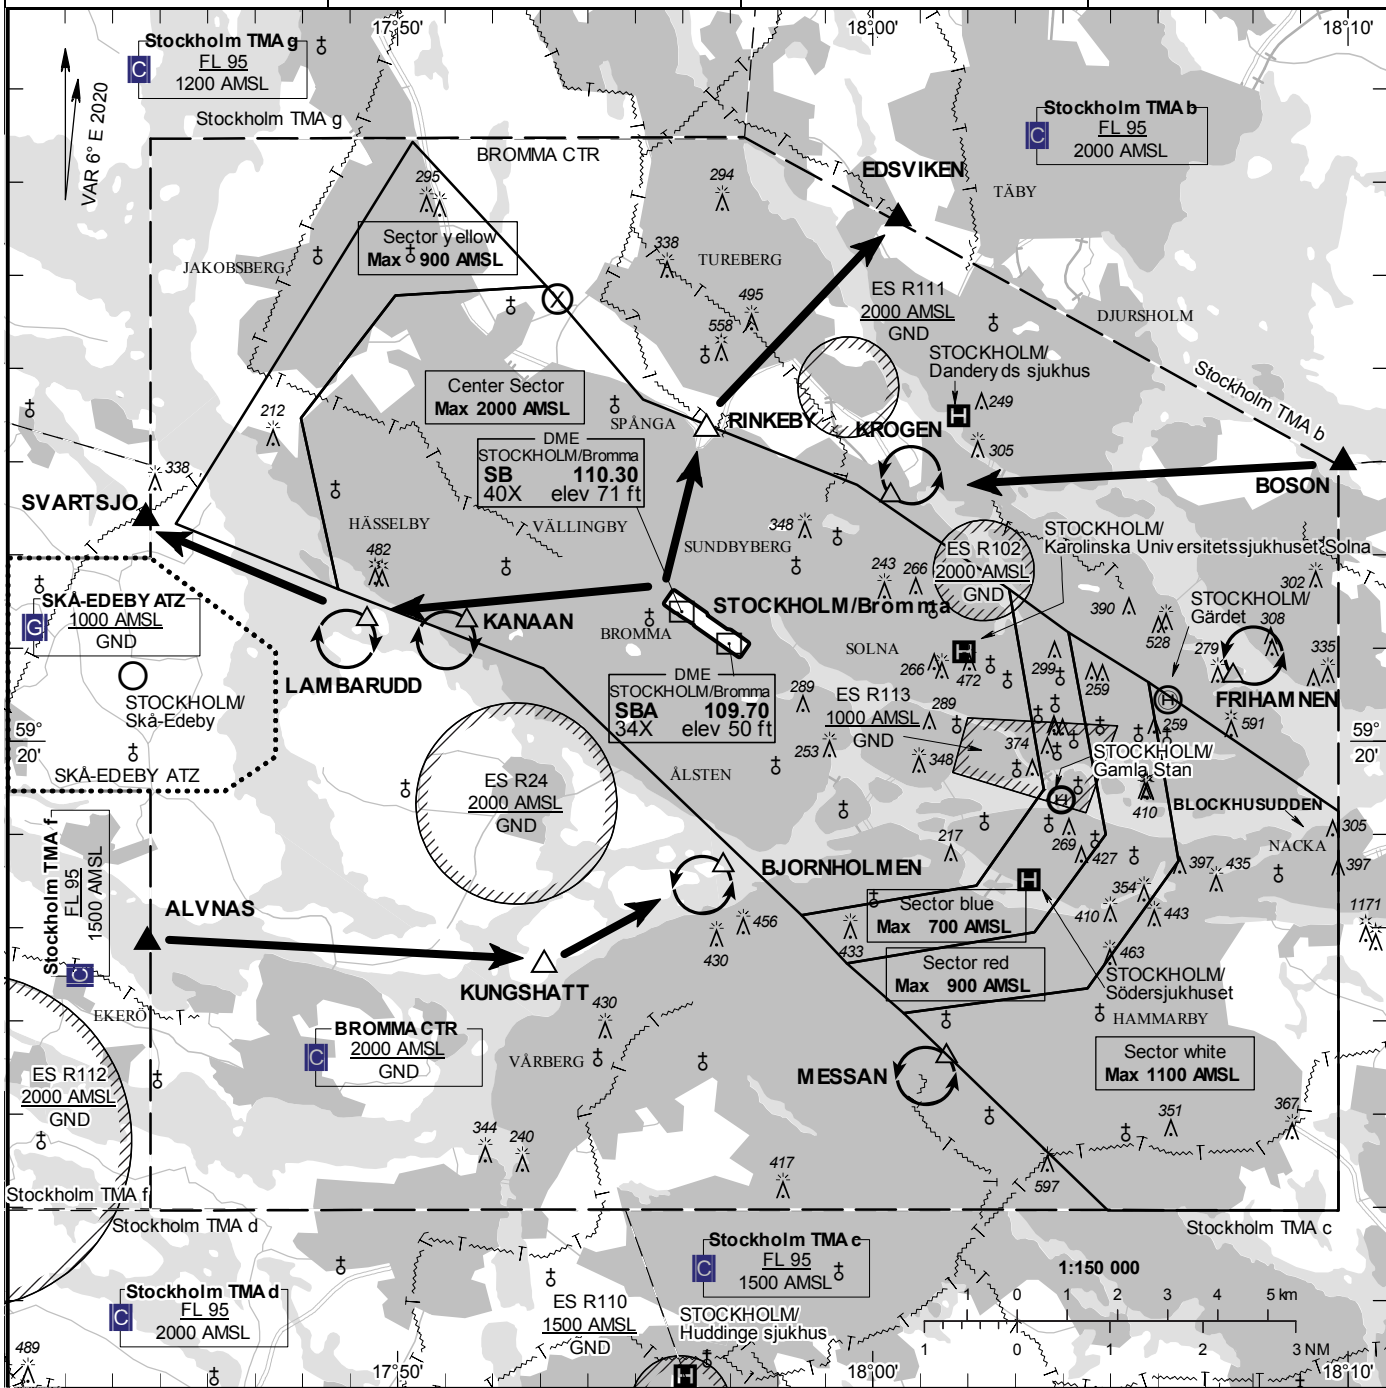 17°50'
18°00'
18°10'
Stockholm TMA g
FL 95
1200 AMSL
C
VAR 6° E 2020
Stockholm TMA g
BROMMA CTR
Stockholm TMA b
FL 95
2000 AMSL
C
EDSVIKEN
TÄBY
295
294
Sector yellow
Max 900 AMSL
JAKOBSBERG
338
TUREBERG
495
558
ES R111
2000 AMSL
GND
DJURSHOLM
X
STOCKHOLM/
Danderyds sjukhus
H
249
Stockholm TMA b
Center Sector
Max 2000 AMSL
212
SPÅNGA
RINKEBY
KROGEN
305
DME
STOCKHOLM/Bromma
SB 110.30
40X elev 71 ft
338
SVARTSJO
BOSON
HÄSSELBY
VÄLLINGBY
348
SUNDBYBERG
STOCKHOLM/
Karolinska Universitetssjukhuset Solna
482
ES R102
2000 AMSL
GND
243
266
302
SKÅ-EDEBY ATZ
1000 AMSL
GND
G
STOCKHOLM/Bromma
390
STOCKHOLM/
Gärdet
308
KANAAN
BROMMA
SOLNA
H
528
279
335
266
472
299
259
LAMBARUDD
STOCKHOLM/
Skå-Edeby
DME
STOCKHOLM/Bromma
SBA 109.70
34X elev 50 ft
289
ES R113
1000 AMSL
GND
289
H
259
FRIHAMNEN
591
59°
20'
59°
20'
SKÅ-EDEBY ATZ
253
348
374
STOCKHOLM/
Gamla Stan
ÅLSTEN
ES R24
2000 AMSL
GND
H
410
BLOCKHUSUDDEN
305
NACKA
Stockholm TMA f
FL 95
1500 AMSL
C
217
269
427
397
435
397
BJORNHOLMEN
H
354
ALVNAS
Sector blue
Max 700 AMSL
410
443
1171
456
430
433
463
Sector red
Max 900 AMSL
STOCKHOLM/
Södersjukhuset
KUNGSHATT
EKERÖ
430
HAMMARBY
BROMMA CTR
2000 AMSL
GND
C
VÅRBERG
Sector white
Max 1100 AMSL
ES R112
2000 AMSL
GND
MESSAN
351
367
344
240
417
597
Stockholm TMA f
Stockholm TMA d
Stockholm TMA c
Stockholm TMA e
FL 95
1500 AMSL
C
1:150 000
1 0 1 2 3 4 5 km
Stockholm TMA d
FL 95
2000 AMSL
C
ES R110
1500 AMSL
GND
STOCKHOLM/
Huddinge sjukhus
1 0 1 2 3 NM
489
17°50'
18°00'
18°10'
H